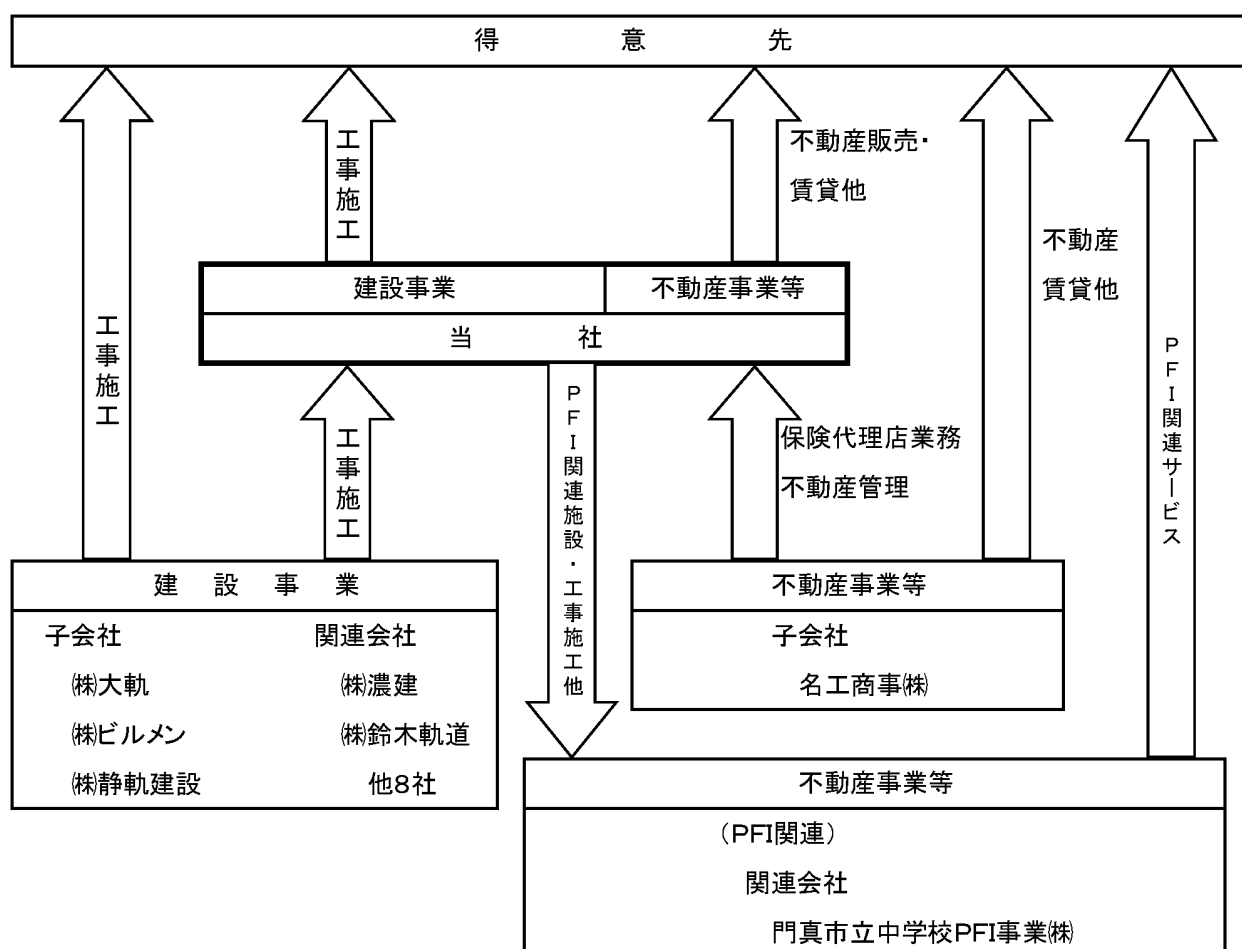 得意先
工事施工
工事施工
不動産販売・
賃貸他
不動産
賃貸他
PFI関連サービス
建設事業
不動産事業等
当社
工事施工
PFI関連施設・工事施工他
保険代理店業務
不動産管理
建設事業
子会社
関連会社
㈱大軌
㈱濃建
㈱ビルメン
㈱鈴木軌道
㈱静軌建設
他8社
不動産事業等
子会社
名工商事㈱
不動産事業等
（PFI関連）
関連会社
門真市立中学校PFI事業㈱